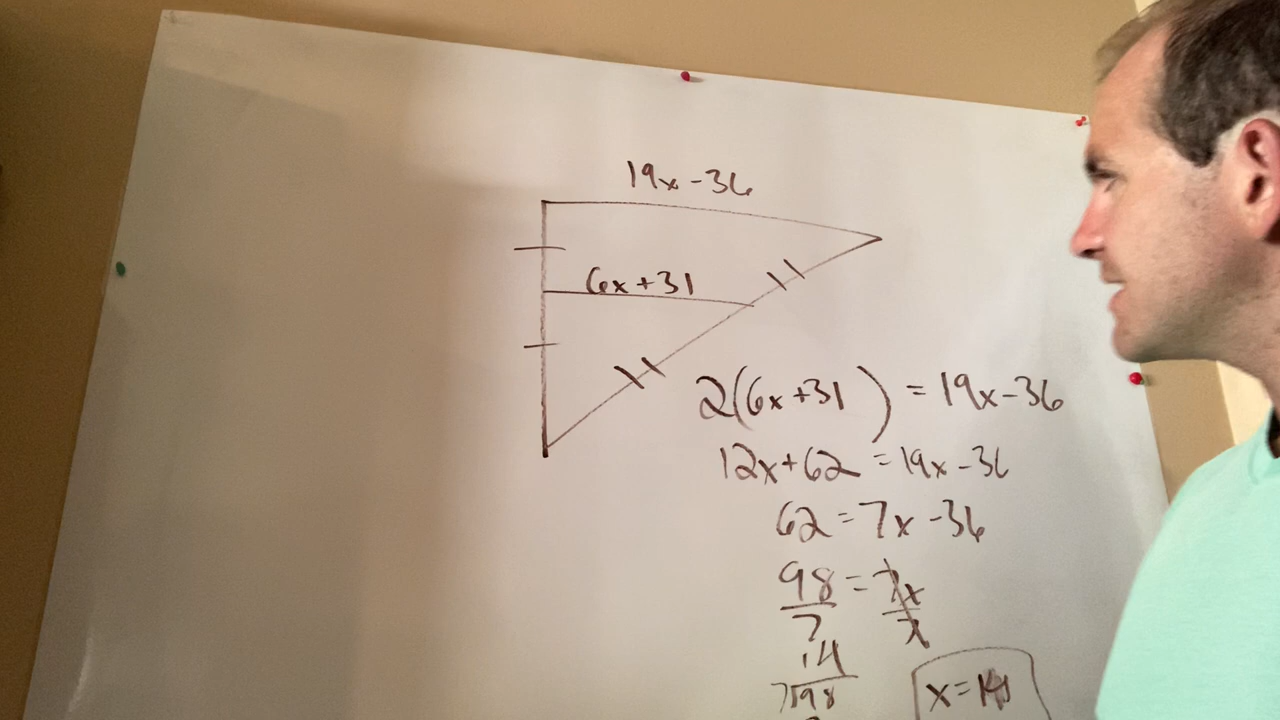 19x-36
6x+31
2(6x+31) = 19x-36
12x+62 = 19x-36
62 = 7x-36
98/7 = 7x/7
14
7)98
x=14